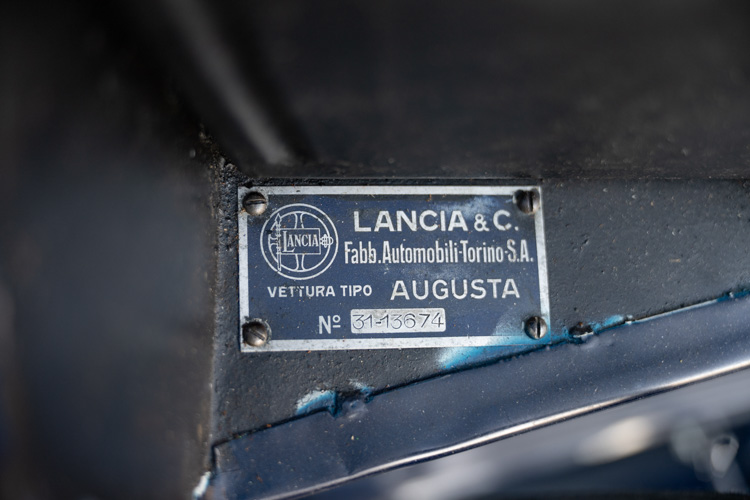 LANCIA
LANCIA & C.
Fabb. Automobili-Torino-S.A.
VETTURA TIPO AUGUSTA
Nº 31-13674